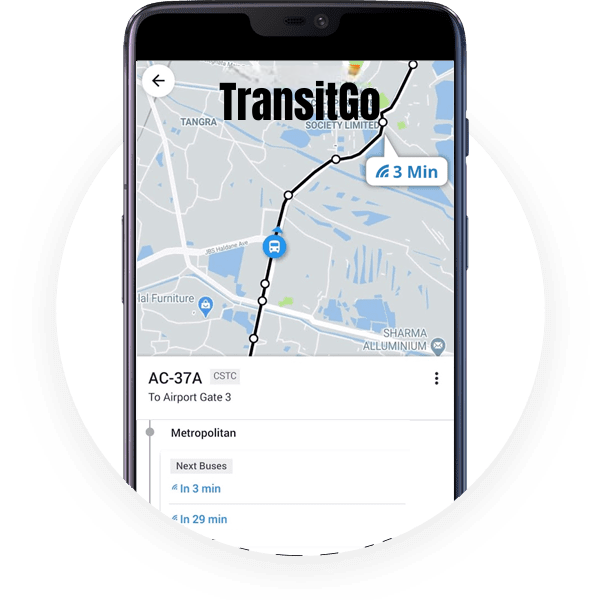 TransitGo
TANGRA
SOCIETY LIMITED
3 Min
JBS Haldane Ave
lal Furniture
SHARMA
ALLUMINIUM
AC-37A CSTC
To Airport Gate 3
Metropolitan
Next Buses
In 3 min
In 29 min